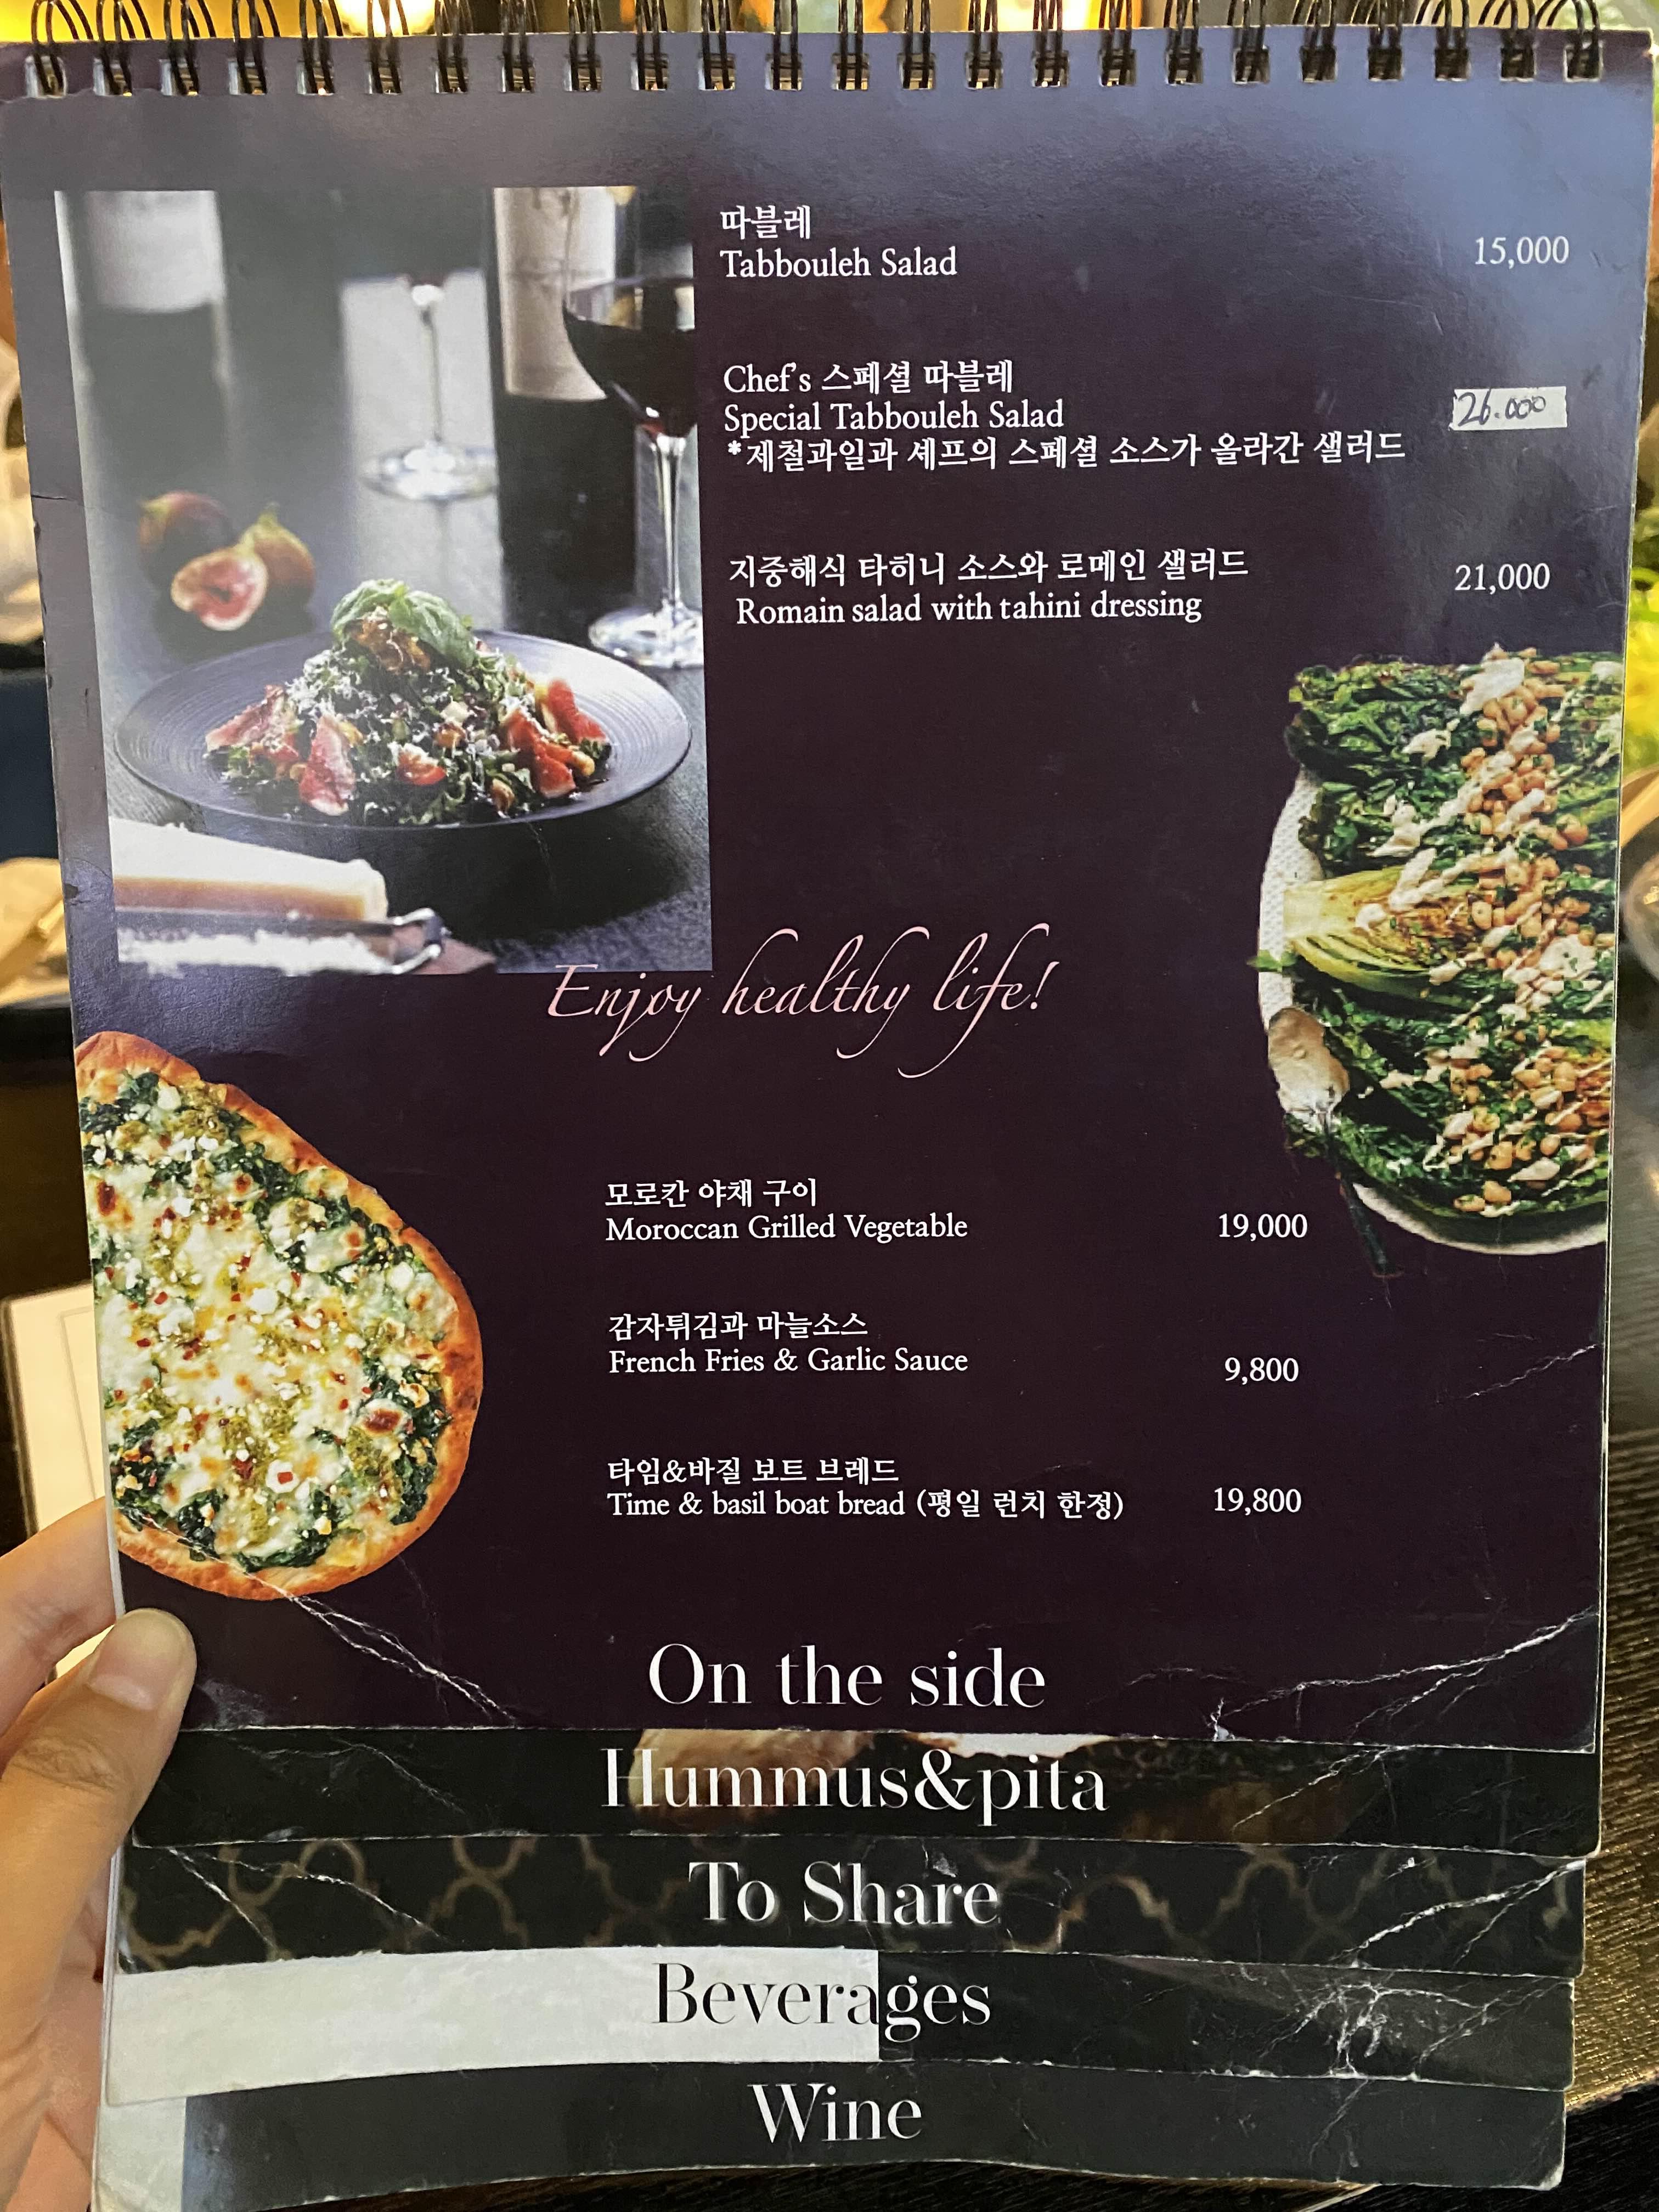 따블레
Tabbouleh Salad
15,000
Chef's 스페셜 따블레
Special Tabbouleh Salad
*제철과일과 셰프의 스페셜 소스가 올라간 샐러드
26.000
지중해식 타히니 소스와 로메인 샐러드
Romain salad with tahini dressing
21,000
Enjoy healthy life!
모로칸 야채 구이
Moroccan Grilled Vegetable
19,000
감자튀김과 마늘소스
French Fries & Garlic Sauce
9,800
타임&바질 보트 브레드
Time & basil boat bread (평일 런치 한정)
19,800
On the side
Hummus&pita
To Share
Beverages
Wine